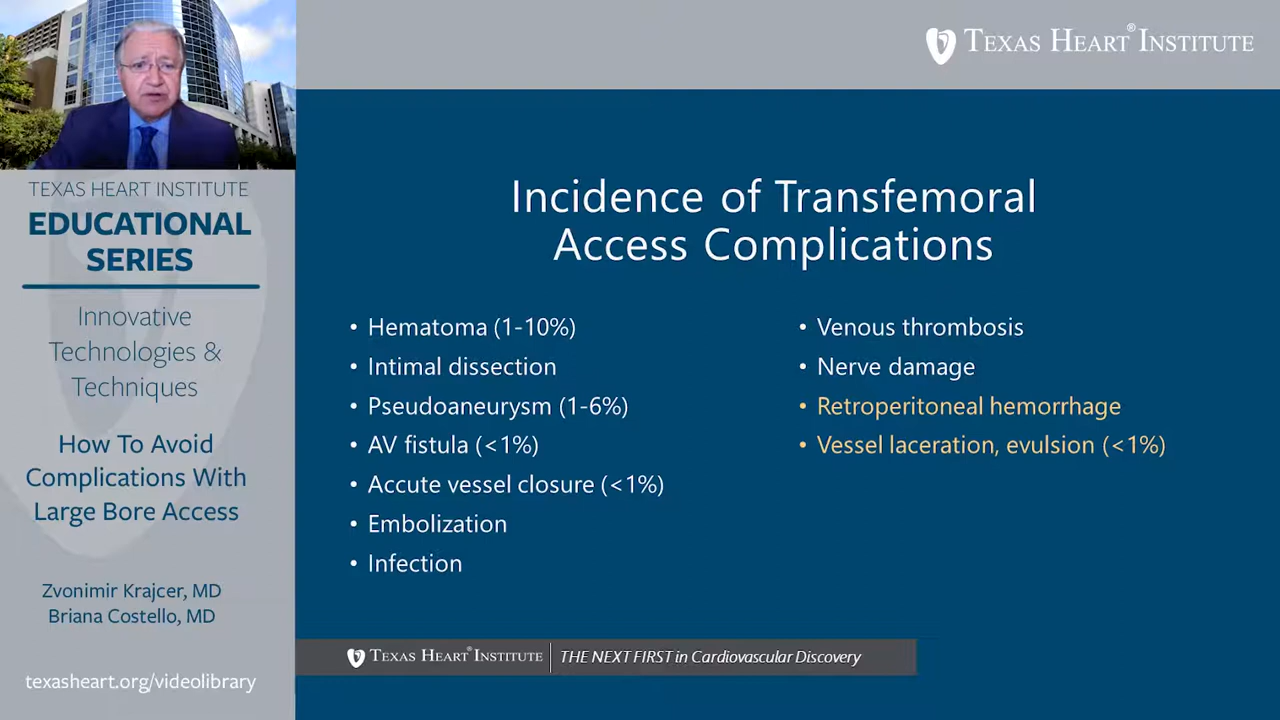 TEXAS HEART INSTITUTE
EDUCATIONAL
SERIES
Innovative
Technologies &
Techniques
How To Avoid
Complications With
Large Bore Access
Zvonimir Krajcer, MD
Briana Costello, MD
texasheart.org/videolibrary
TEXAS HEART® INSTITUTE
Incidence of Transfemoral
Access Complications
• Hematoma (1-10%)
• Intimal dissection
• Pseudoaneurysm (1-6%)
• AV fistula (<1%)
• Accute vessel closure (<1%)
• Embolization
• Infection
• Venous thrombosis
• Nerve damage
• Retroperitoneal hemorrhage
• Vessel laceration, evulsion (<1%)
TEXAS HEART® INSTITUTE THE NEXT FIRST in Cardiovascular Discovery